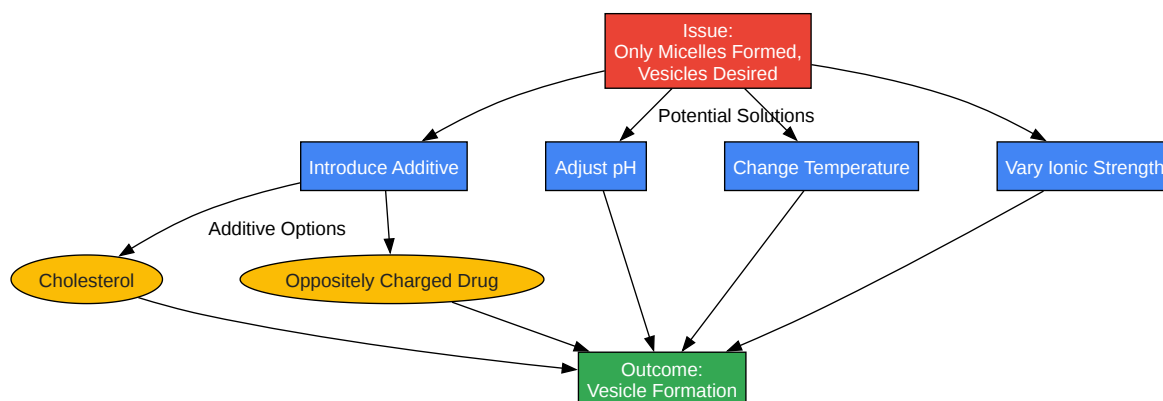 Issue:
Only Micelles Formed,
Vesicles Desired
Potential Solutions
Introduce Additive
Adjust pH
Change Temperature
Vary Ionic Strength
Additive Options
Cholesterol
Oppositely Charged Drug
Outcome:
Vesicle Formation